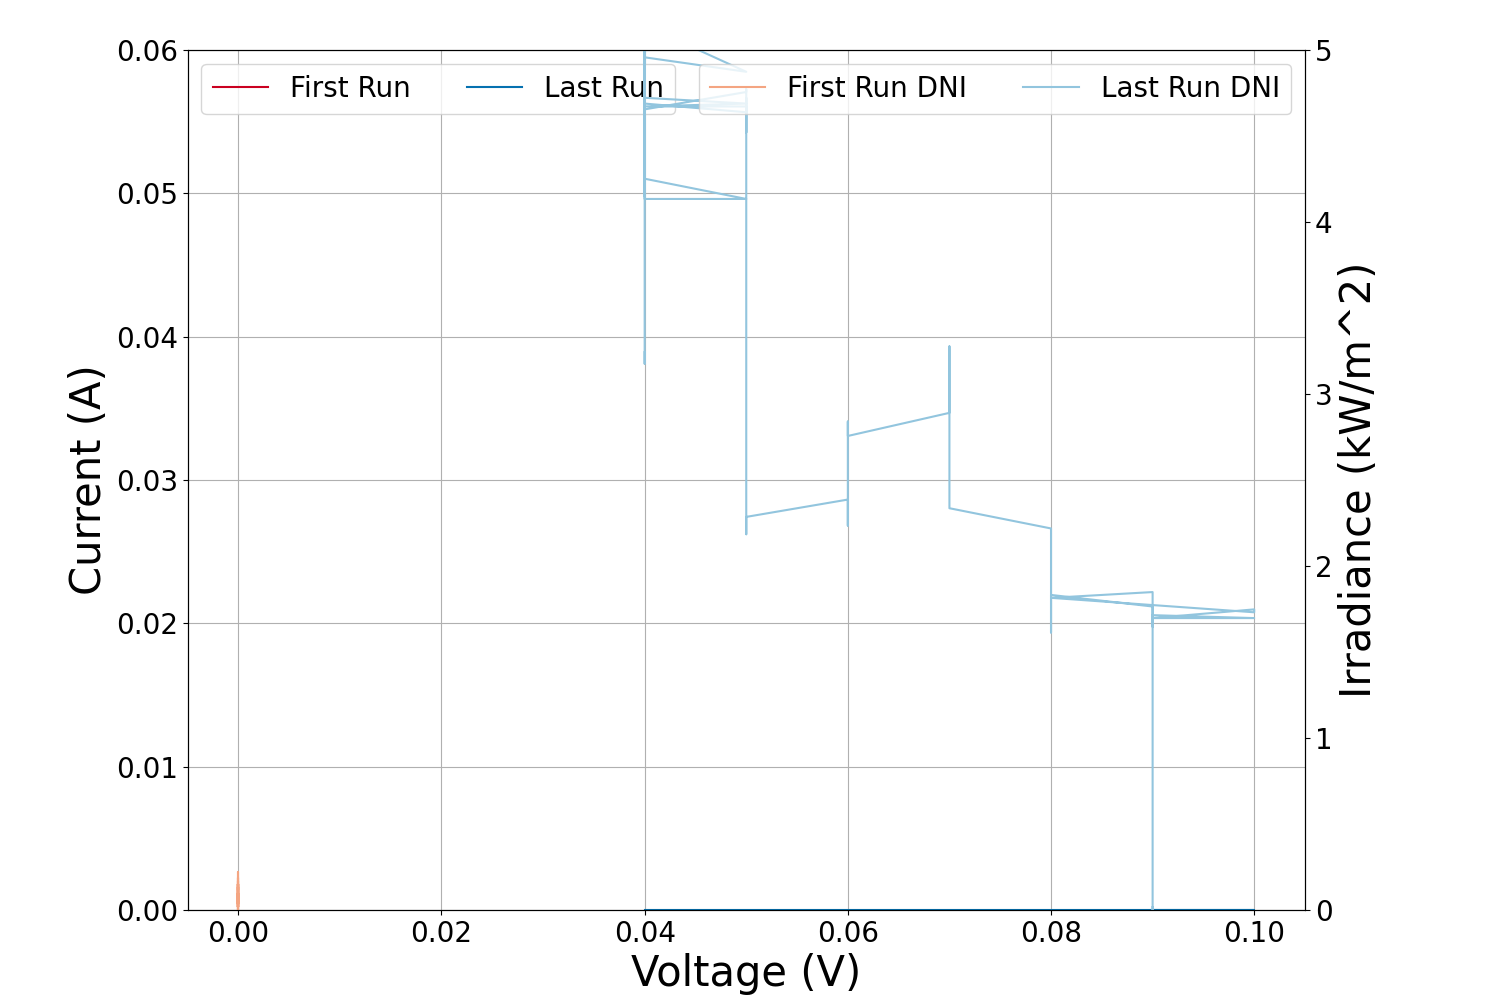 0.06
0.05
0.04
0.03
0.02
0.01
0.00
Current (A)
First Run
Last Run
First Run DNI
Last Run DNI
5
4
3
2
1
0
Irradiance (kW/m^2)
0.00
0.02
0.04
0.06
0.08
0.10
Voltage (V)